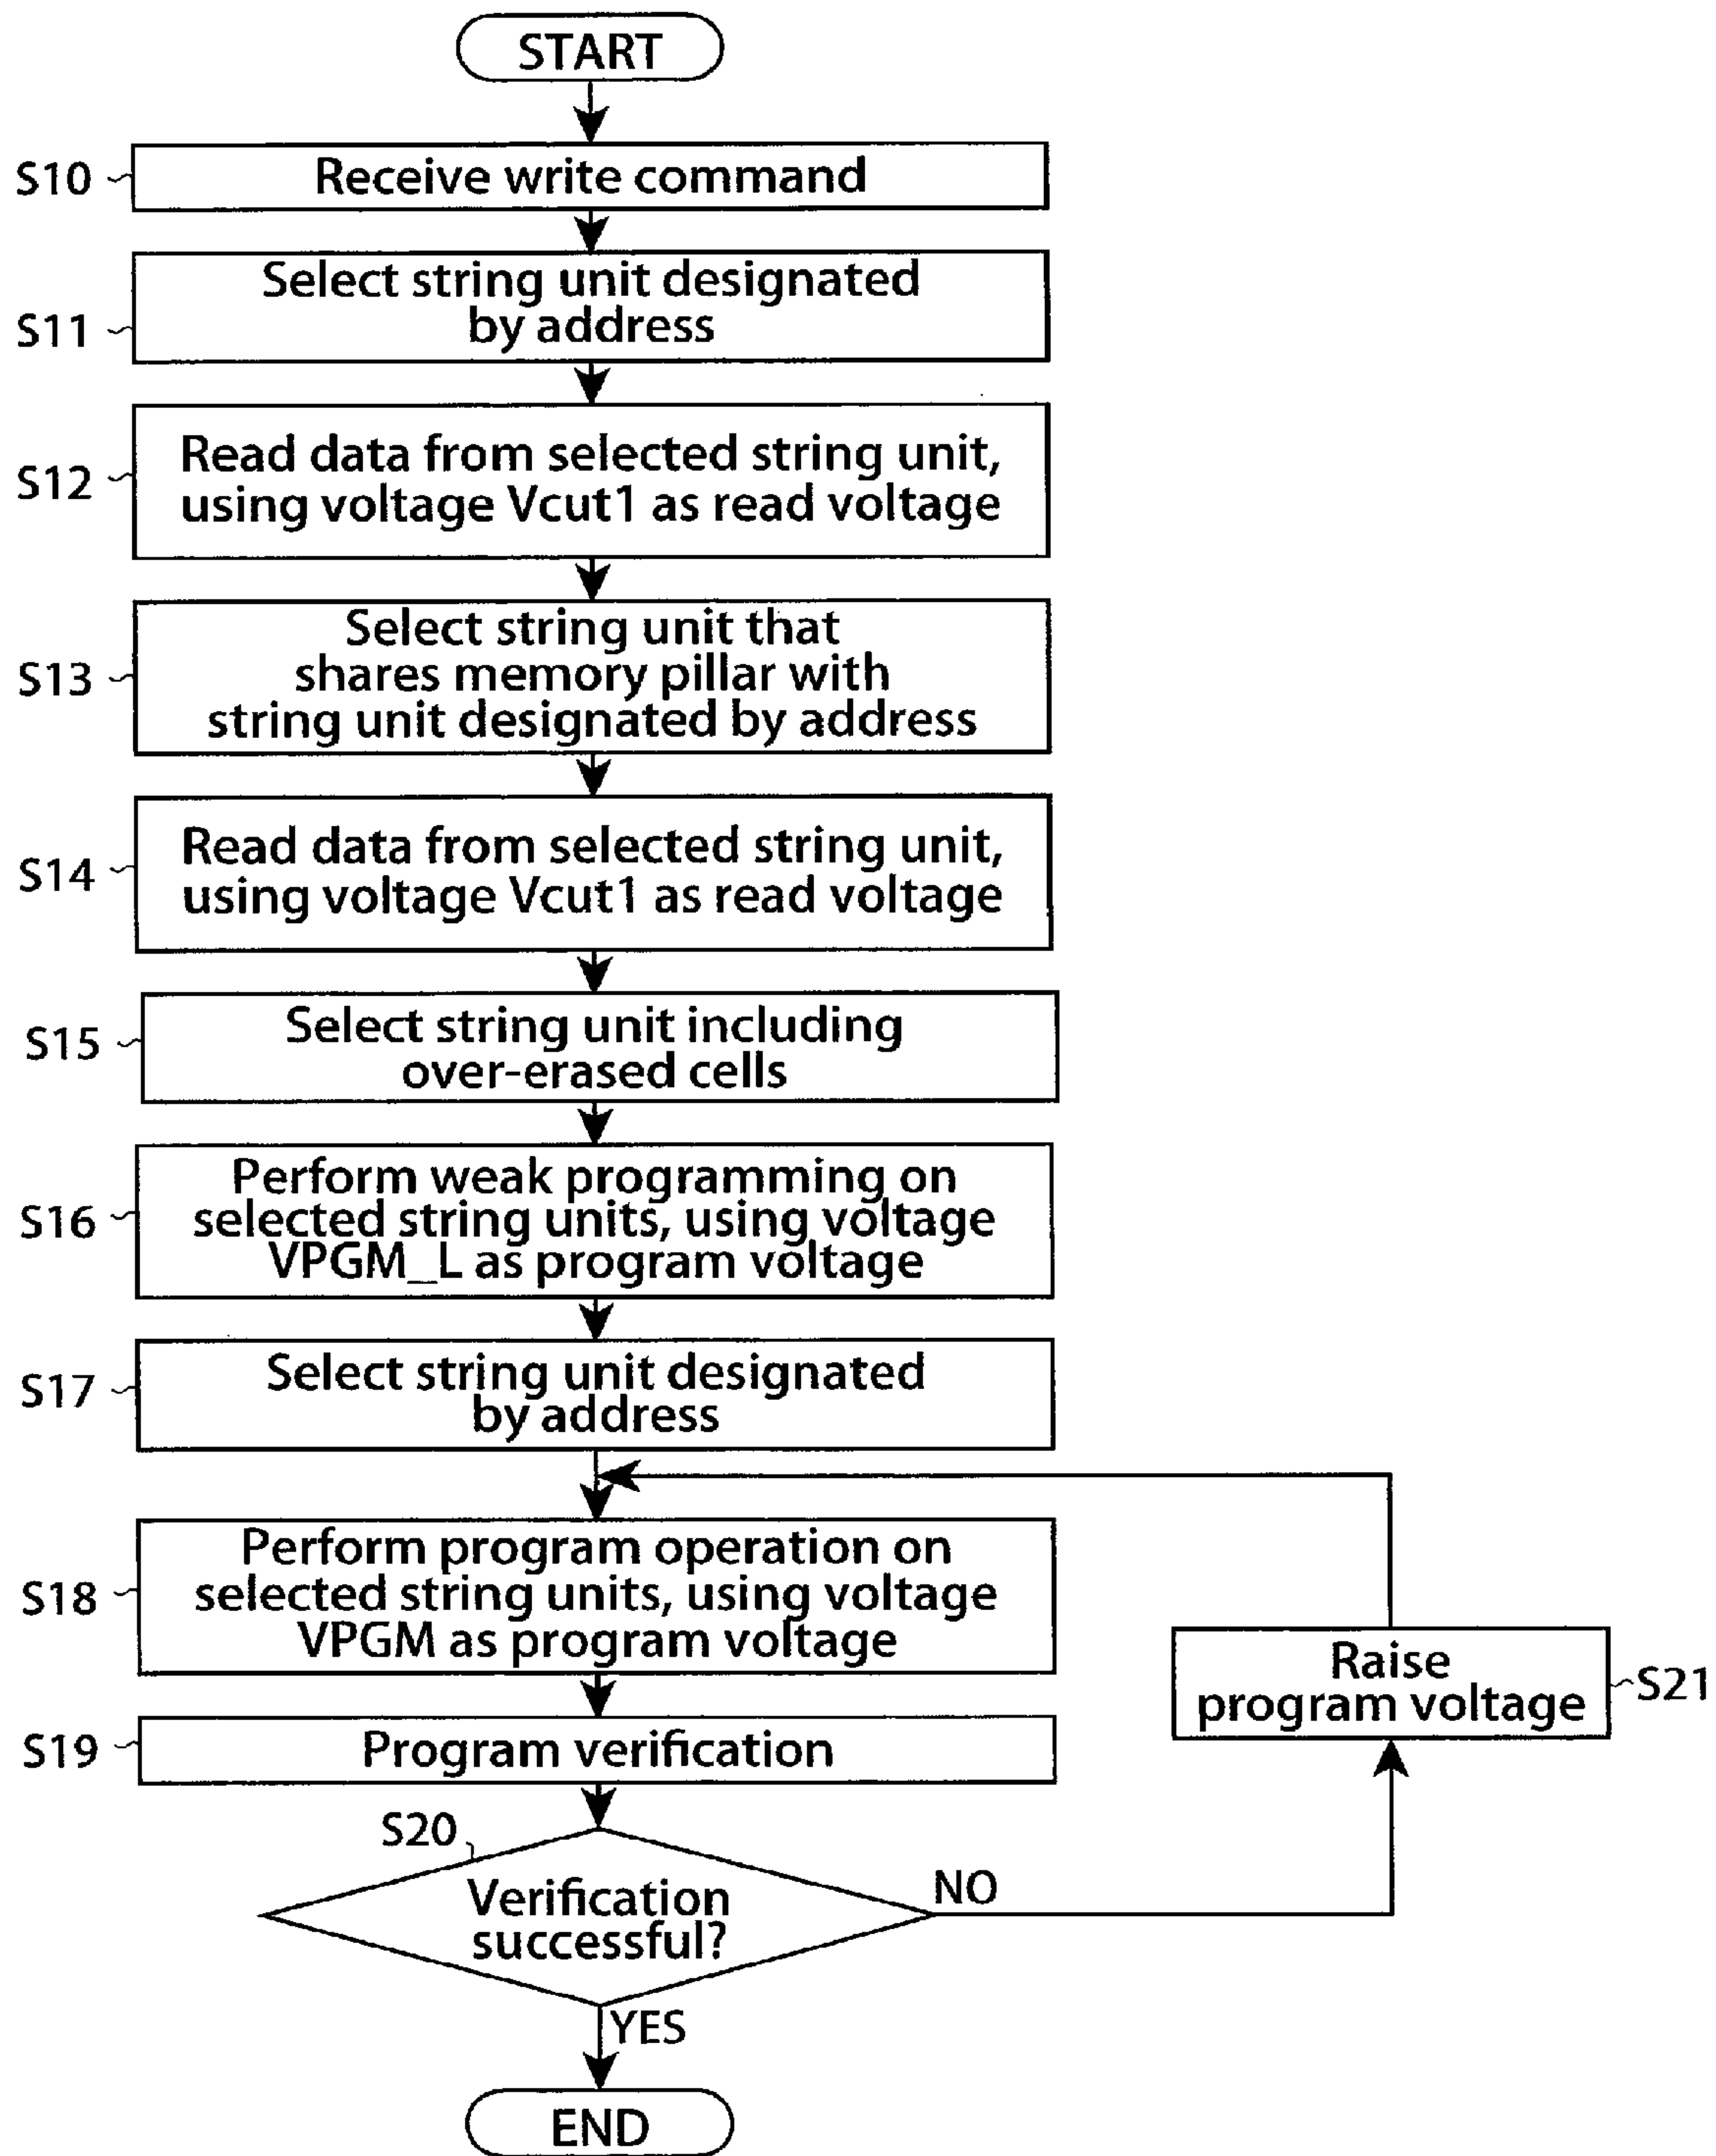 START
S10
Receive write command
S11
Select string unit designated
by address
S12
Read data from selected string unit,
using voltage Vcut1 as read voltage
S13
Select string unit that
shares memory pillar with
string unit designated by address
S14
Read data from selected string unit,
using voltage Vcut1 as read voltage
S15
Select string unit including
over-erased cells
S16
Perform weak programming on
selected string units, using voltage
VPGM_L as program voltage
S17
Select string unit designated
by address
S18
Perform program operation on
selected string units, using voltage
VPGM as program voltage
Raise
program voltage
S21
S19
Program verification
S20
Verification
successful?
NO
YES
END